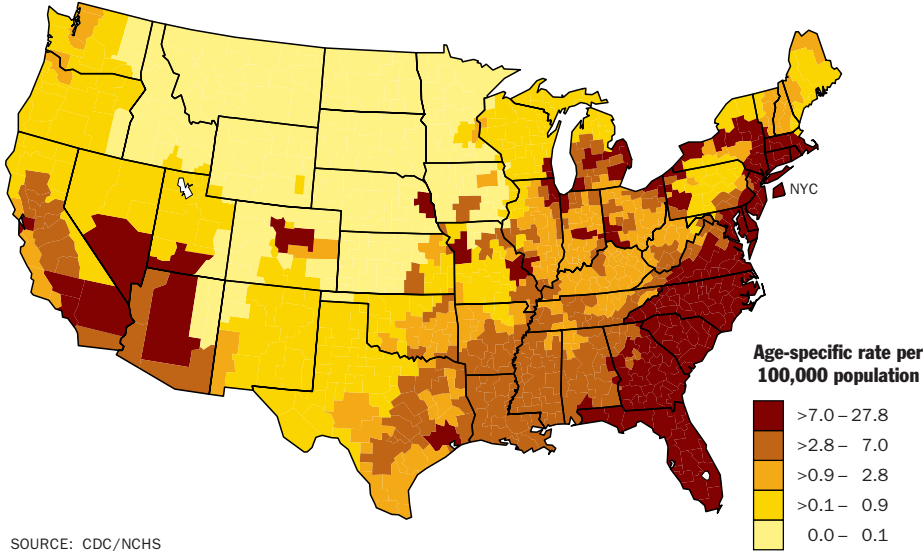 NYC
Age-specific rate per
100,000 population
>7.0 – 27.8
>2.8 – 7.0
>0.9 – 2.8
>0.1 – 0.9
0.0 – 0.1
SOURCE: CDC/NCHS